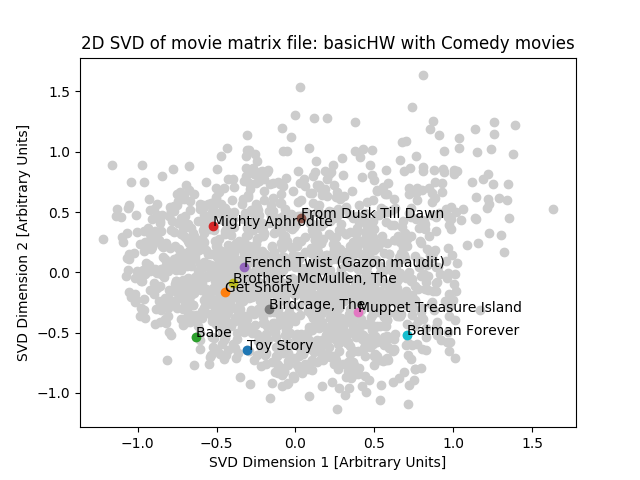 2D SVD of movie matrix file: basicHW with Comedy movies
SVD Dimension 2 [Arbitrary Units]
1.5
1.0
0.5
0.0
−0.5
−1.0
From Dusk Till Dawn
Mighty Aphrodite
French Twist (Gazon maudit)
Brothers McMullen, The
Get Shorty
Birdcage, The
Muppet Treasure Island
Batman Forever
Babe
Toy Story
−1.0 −0.5 0.0 0.5 1.0 1.5
SVD Dimension 1 [Arbitrary Units]